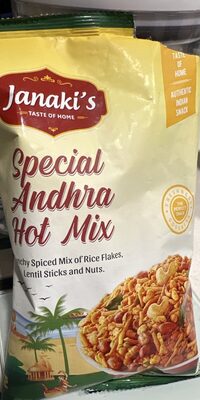 Janaki's
TASTE OF HOME
TASTE
OF
HOME
AUTHENTIC
INDIAN
SNACK
Special
Andhra
Hot Mix
nchy Spiced Mix of Rice Flakes,
Lentil Sticks and Nuts.